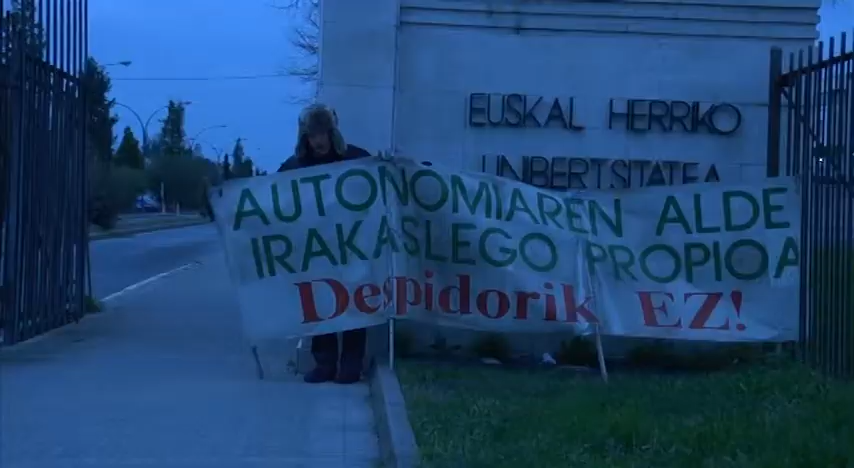 EUSKAL HERRIKO
UNIBERTSITATEA
AUTONOMIAREN ALDE
IRAKASLEGO PROPIOA
Despidorik EZ!